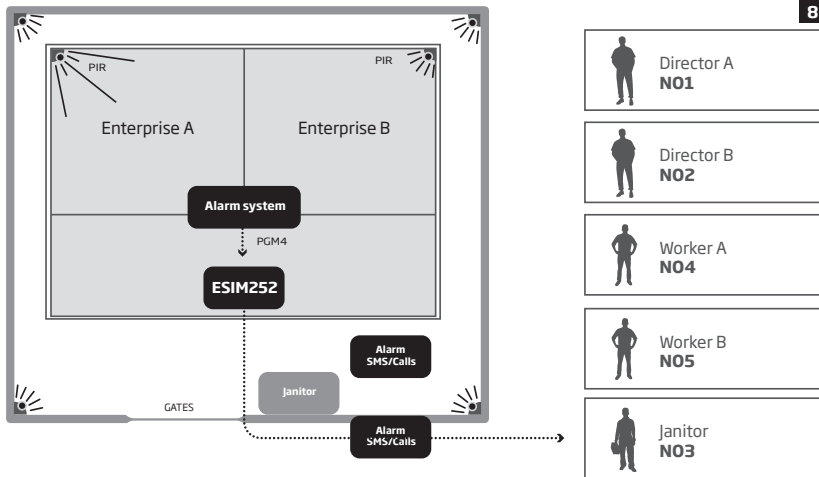 8
PIR
PIR
Enterprise A
Enterprise B
Alarm system
PGM4
ESIM252
Alarm
SMS/Calls
Janitor
GATES
Alarm
SMS/Calls
Director A
NO1
Director B
NO2
Worker A
NO4
Worker B
NO5
Janitor
NO3